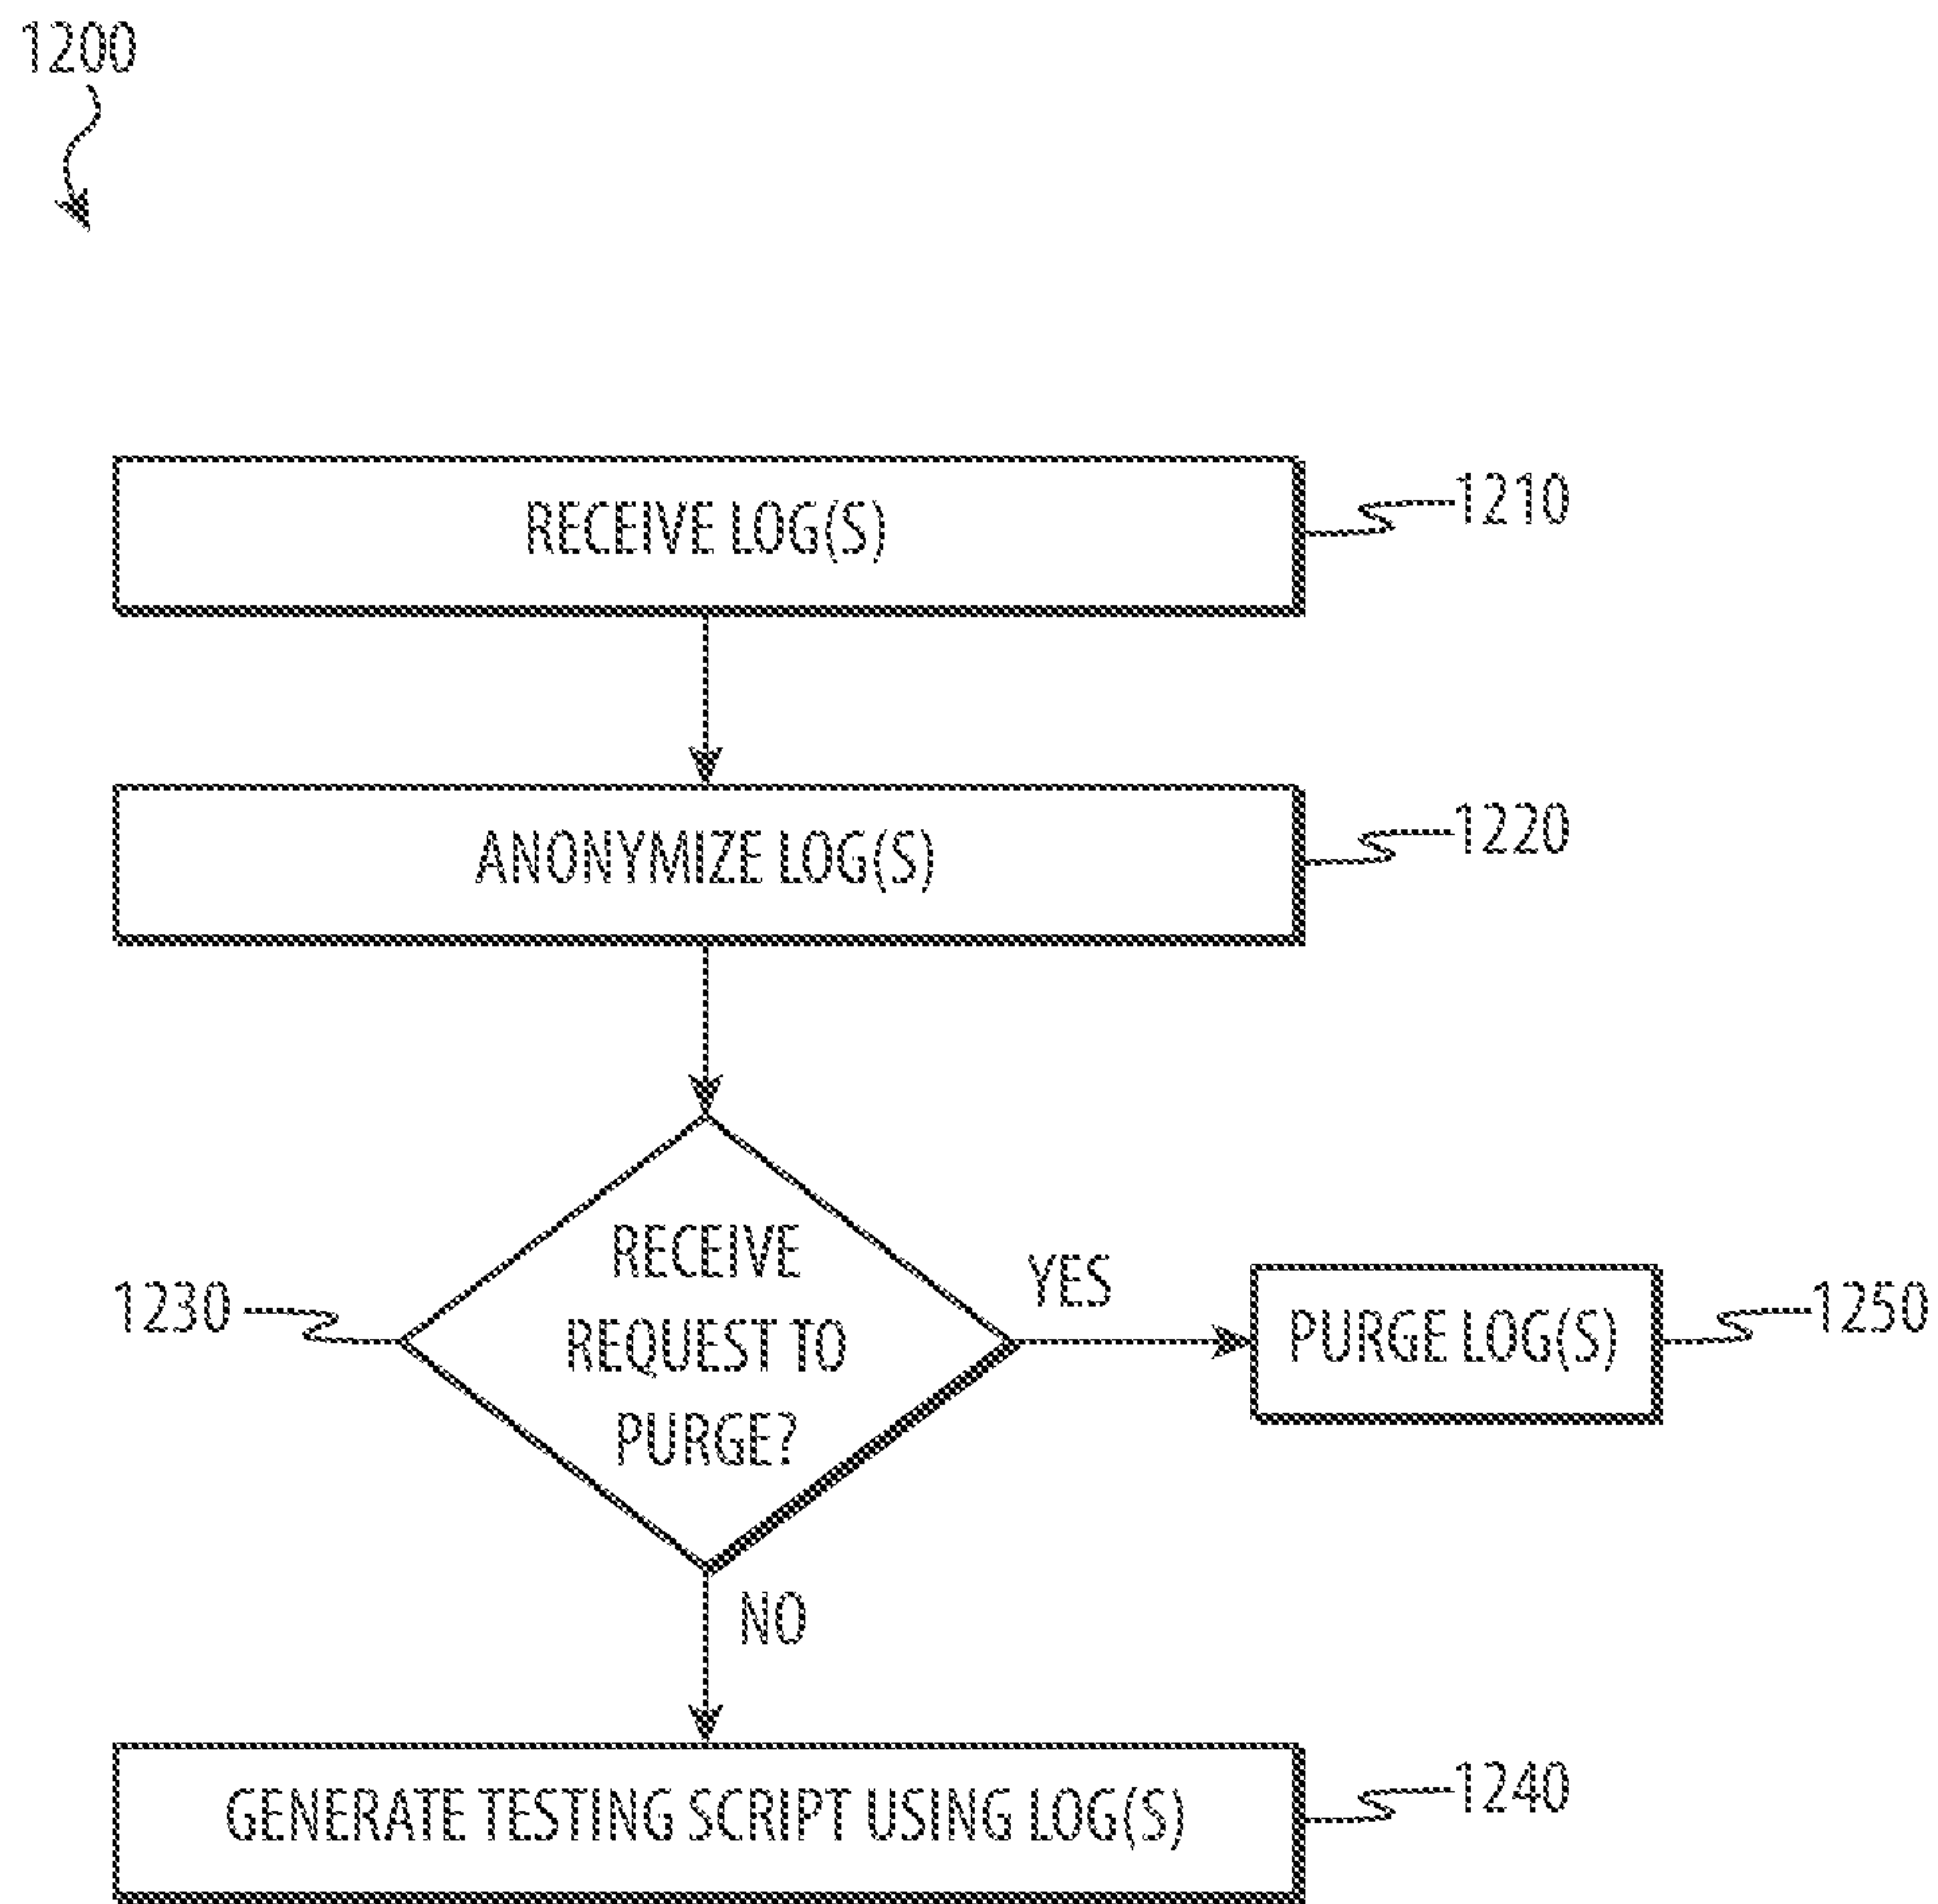 1200
RECEIVE LOG(S)
1210
ANONYMIZE LOG(S)
1220
RECEIVE
REQUEST TO
PURGE?
1230
YES
PURGE LOG(S)
1250
NO
GENERATE TESTING SCRIPT USING LOG(S)
1240